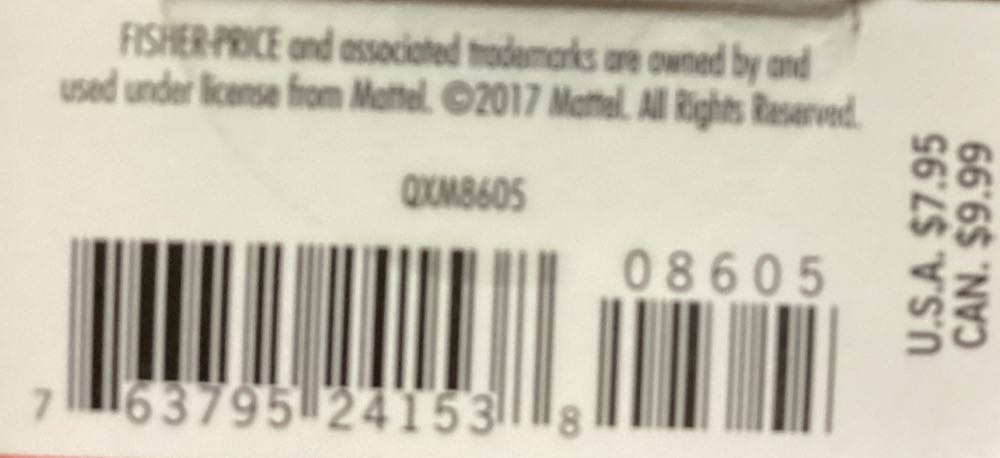 FISHER-PRICE and associated trademarks are owned by and
used under license from Mattel. ©2017 Mattel. All Rights Reserved.
QXM8605
08605
7 63795 24153 8
U.S.A. $7.95
CAN. $9.99